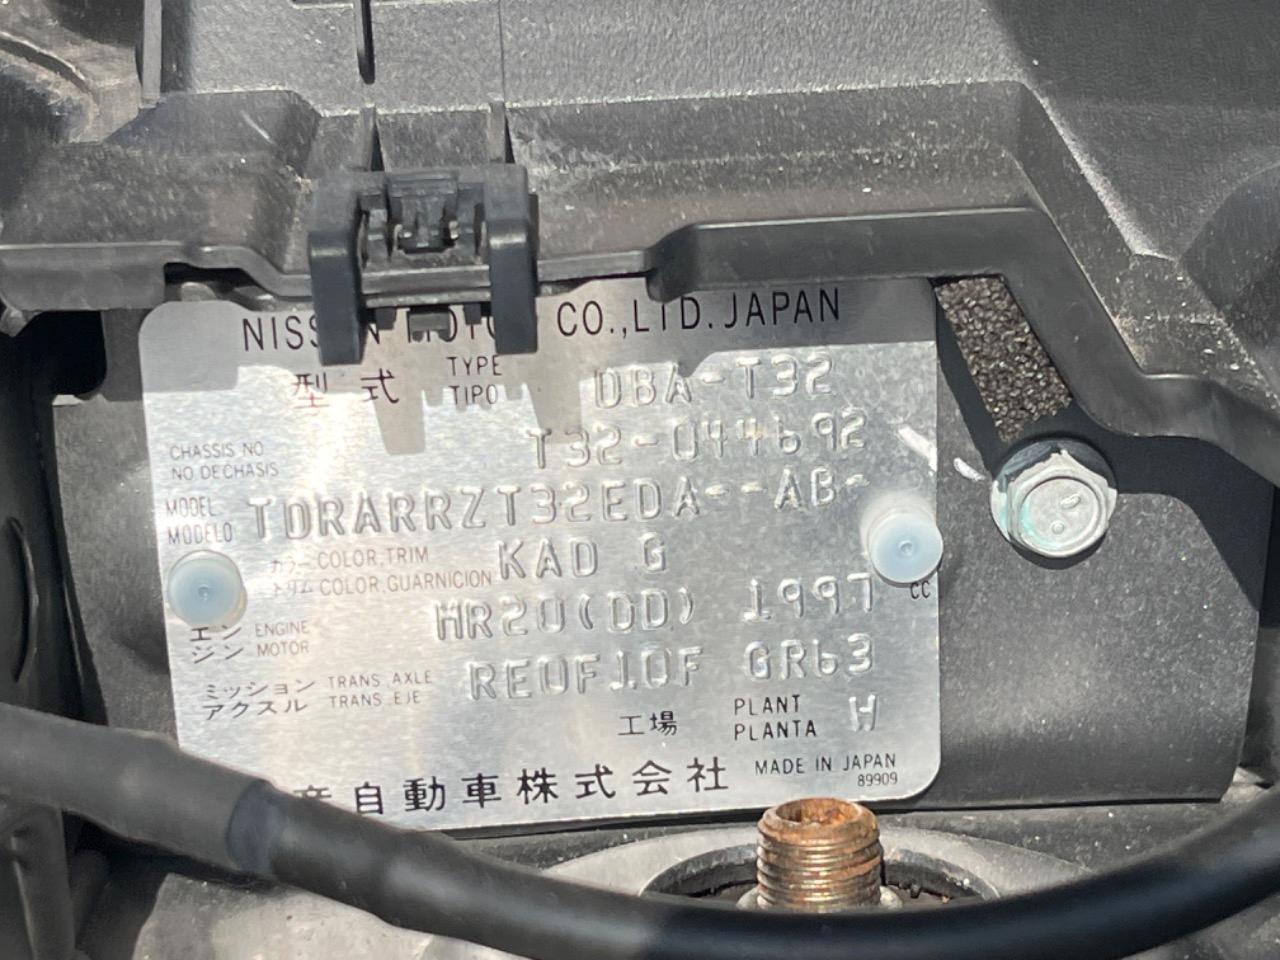 CO.,LTD. JAPAN
型式 TYPE TIPO DBA-T32
CHASSIS NO NO DE CHASIS T32-044692
MODEL MODELO TDRARRZT32EDA--AB-
カラー COLOR,TRIM トリム COLOR,GUARNICION KAD G
エンジン ENGINE MOTOR MR20(DD) 1997 CC
ミッション アクスル TRANS AXLE TRANS EJE RE0F10F GR63
工場 PLANT PLANTA H
自動車株式会社 MADE IN JAPAN
89909